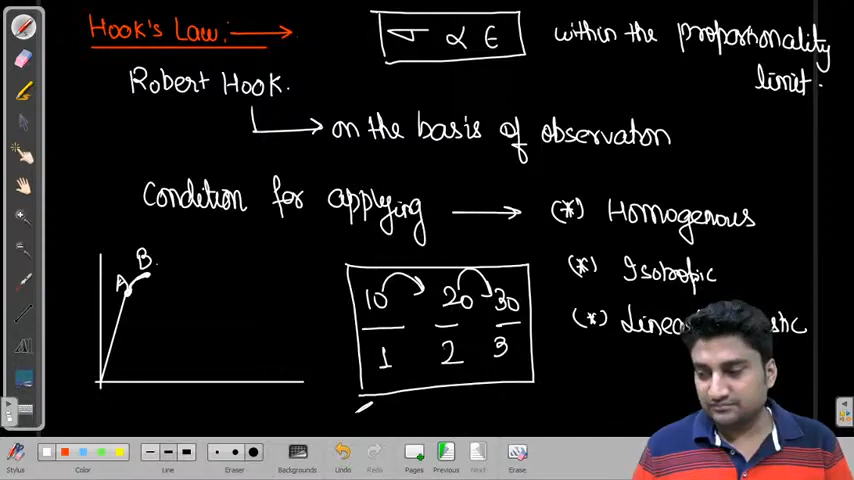 Hook's Law :- →
σ α ε within the proportionality
limit.
Robert Hook.
→ on the basis of observation
Condition for applying → (*) Homogenous
(*) Isotropic
(*)
A B
10 20 30
1 2 3
Stylus Color Line Eraser Backgrounds Undo Redo Pages Previous Next Erase